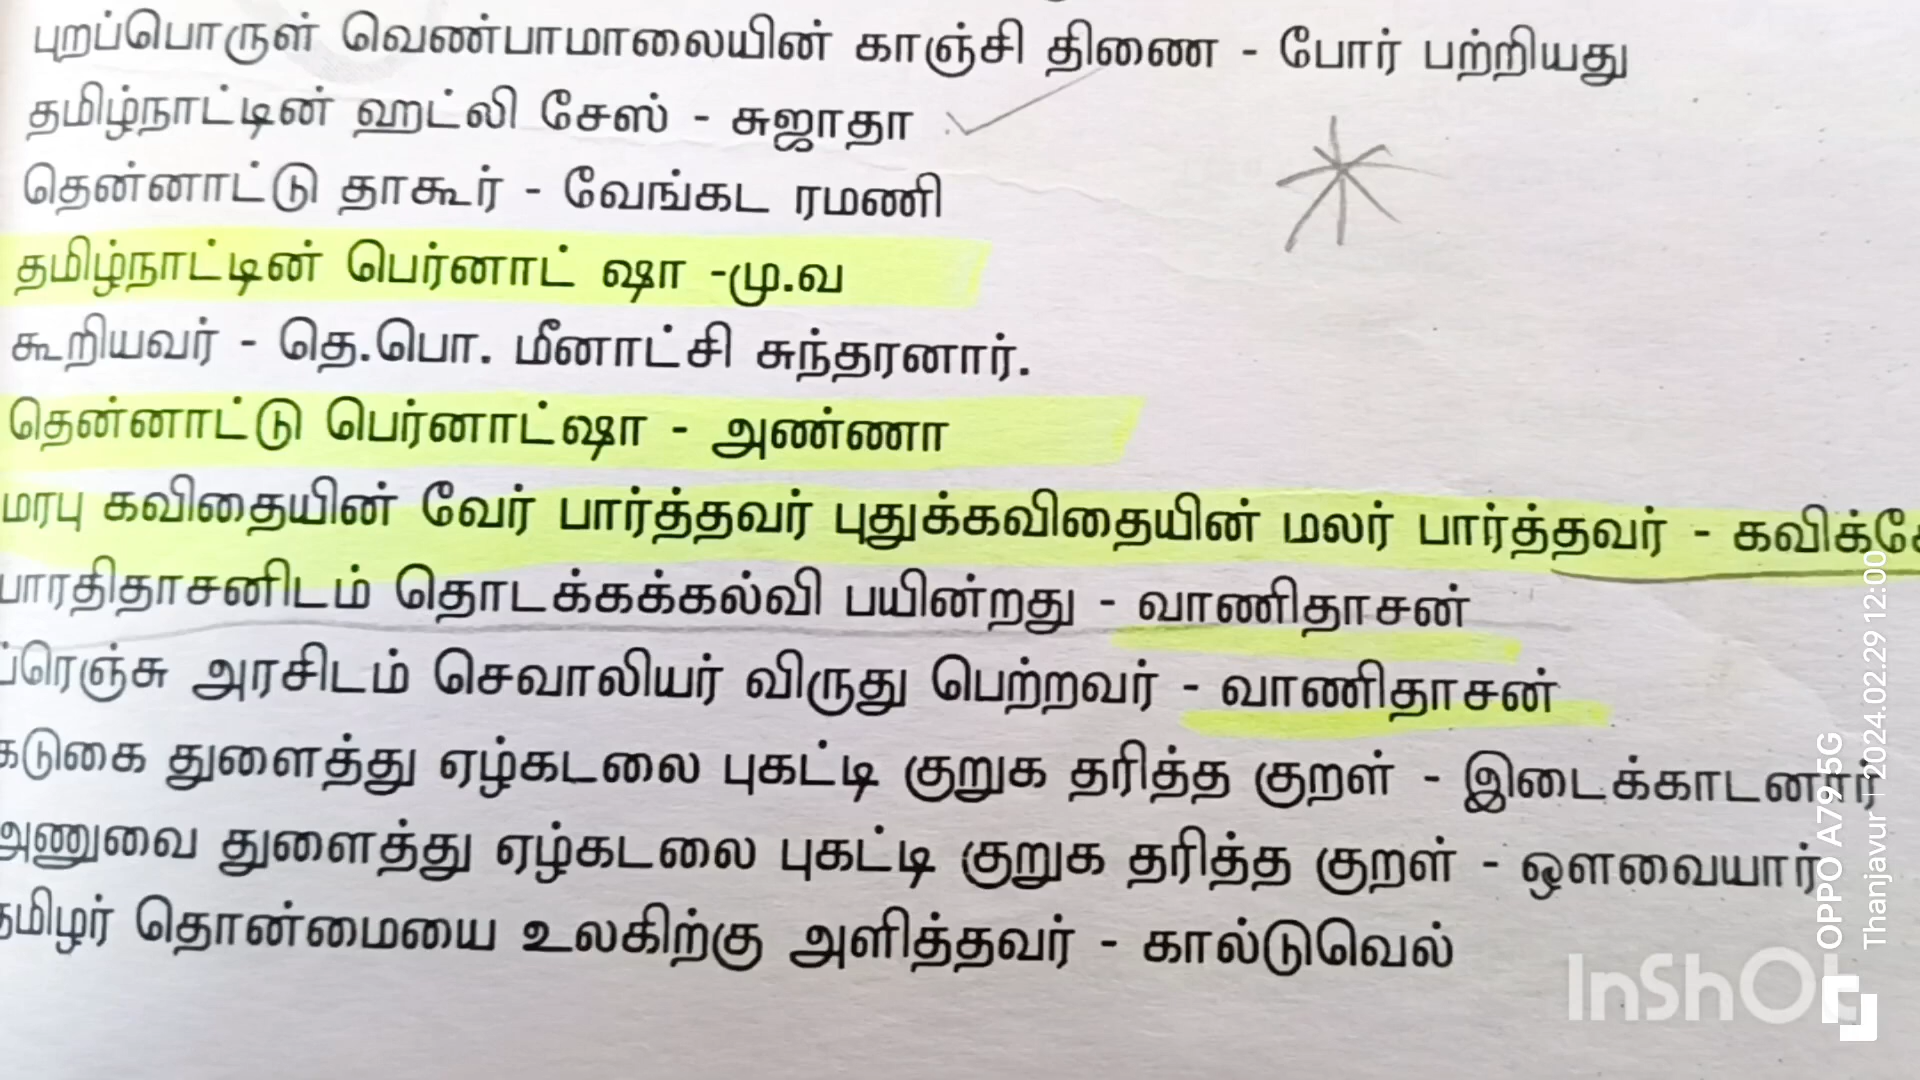 புறப்பொருள் வெண்பாமாலையின் காஞ்சி திணை - போர் பற்றியது
தமிழ்நாட்டின் ஹட்லி சேஸ் - சுஜாதா
தென்னாட்டு தாகூர் - வேங்கட ரமணி
தமிழ்நாட்டின் பெர்னாட் ஷா -மு.வ
கூறியவர் - தெ.பொ. மீனாட்சி சுந்தரனார்.
தென்னாட்டு பெர்னாட்ஷா - அண்ணா
மரபு கவிதையின் வேர் பார்த்தவர் புதுக்கவிதையின் மலர் பார்த்தவர் -
பாரதிதாசனிடம் தொடக்கக்கல்வி பயின்றது - வாணிதாசன்
ப்ரெஞ்சு அரசிடம் செவாலியர் விருது பெற்றவர் - வாணிதாசன்
கடுகை துளைத்து ஏழ்கடலை புகட்டி குறுக தரித்த குறள் - இடைக்காடனார்
அணுவை துளைத்து ஏழ்கடலை புகட்டி குறுக தரித்த குறள் - ஔவையார்
தமிழர் தொன்மையை உலகிற்கு அளித்தவர் - கால்டுவெல்
OPPO A79 5G
Thanjavur | 2024.02.29 12:00
InShOt